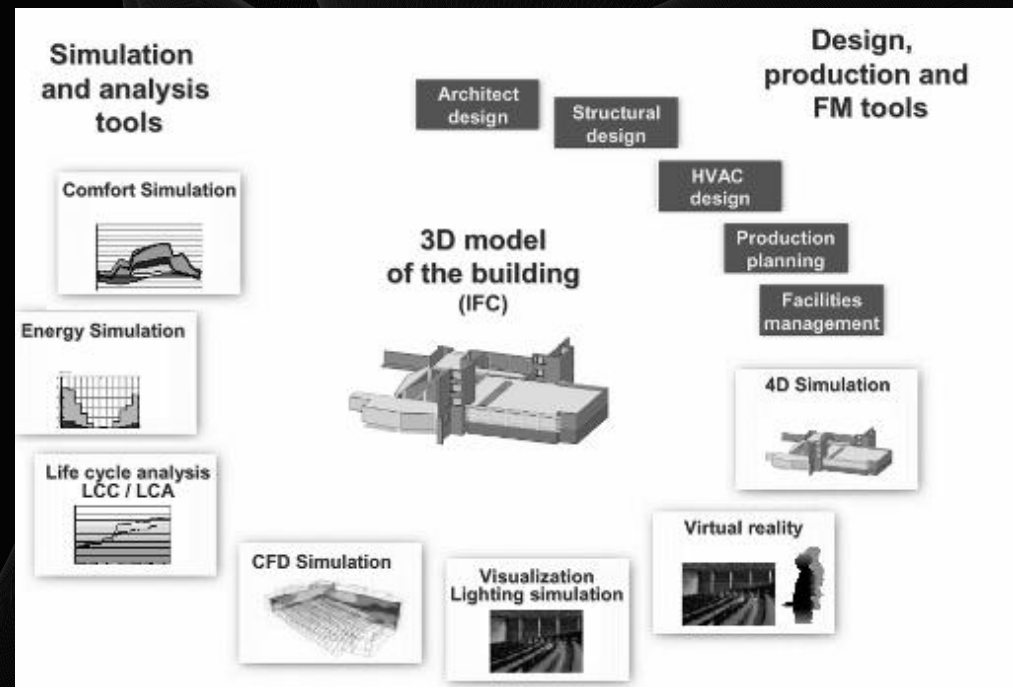 Simulation
and analysis
tools
Design,
production and
FM tools
Architect
design
Structural
design
HVAC
design
Production
planning
Facilities
management
3D model
of the building
(IFC)
Comfort Simulation
Energy Simulation
Life cycle analysis
LCC / LCA
CFD Simulation
Visualization
Lighting simulation
Virtual reality
4D Simulation